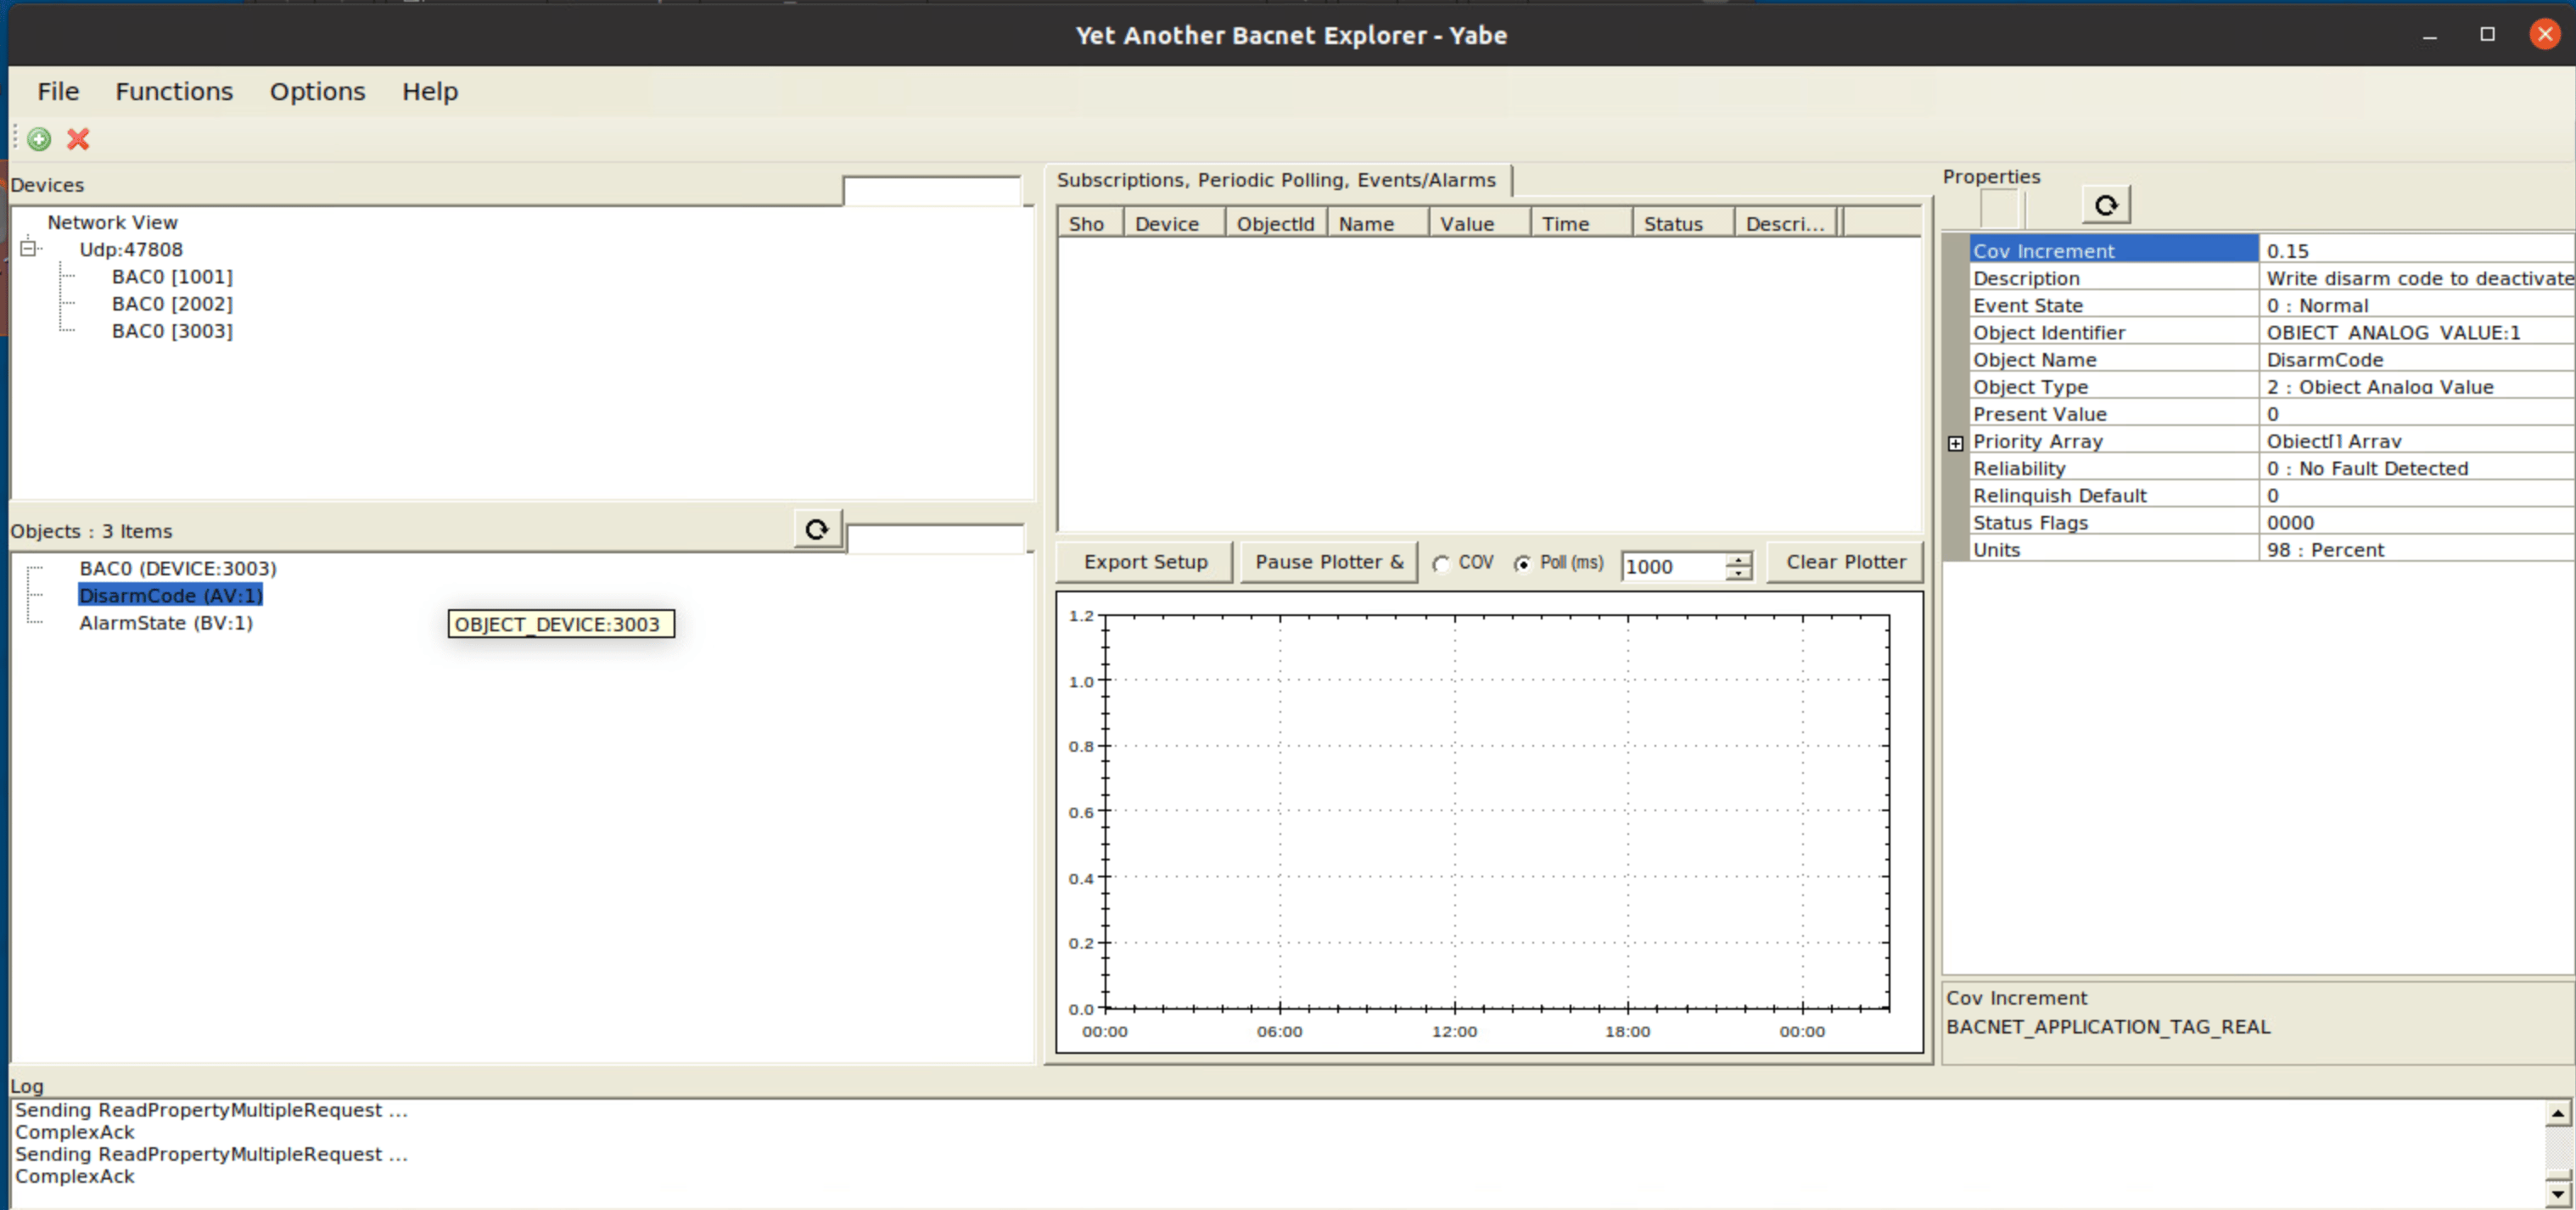 Yet Another Bacnet Explorer - Yabe
File Functions Options Help
Devices
Network View
Udp:47808
BAC0 [1001]
BAC0 [2002]
BAC0 [3003]
Objects : 3 Items
BAC0 (DEVICE:3003)
DisarmCode (AV:1)
AlarmState (BV:1)
OBJECT_DEVICE:3003
Subscriptions, Periodic Polling, Events/Alarms
Sho Device ObjectId Name Value Time Status Descri...
Export Setup Pause Plotter & COV Poll (ms) 1000 Clear Plotter
1.2
1.0
0.8
0.6
0.4
0.2
0.0
00:00 06:00 12:00 18:00 00:00
Properties
Cov Increment 0.15
Description Write disarm code to deactivate
Event State 0 : Normal
Object Identifier OBJECT_ANALOG_VALUE:1
Object Name DisarmCode
Object Type 2 : Object Analog Value
Present Value 0
Priority Array Object[] Array
Reliability 0 : No Fault Detected
Relinquish Default 0
Status Flags 0000
Units 98 : Percent
Cov Increment
BACNET_APPLICATION_TAG_REAL
Log
Sending ReadPropertyMultipleRequest ...
ComplexAck
Sending ReadPropertyMultipleRequest ...
ComplexAck